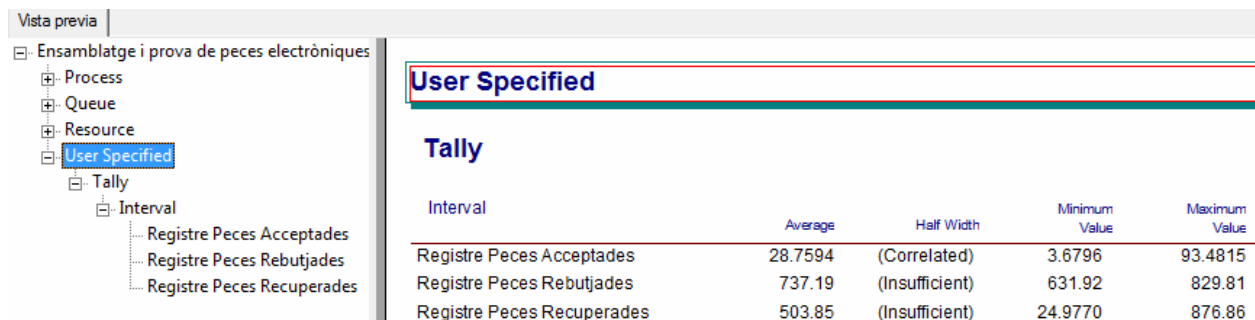 Vista previa
Ensamblatge i prova de peces electròniques
Process
Queue
Resource
User Specified
Tally
Interval
Registre Peces Acceptades
Registre Peces Rebutjades
Registre Peces Recuperades
User Specified
Tally
Interval Average Half Width Minimum Value Maximum Value
Registre Peces Acceptades 28.7594 (Correlated) 3.6796 93.4815
Registre Peces Rebutjades 737.19 (Insufficient) 631.92 829.81
Registre Peces Recuperades 503.85 (Insufficient) 24.9770 876.86